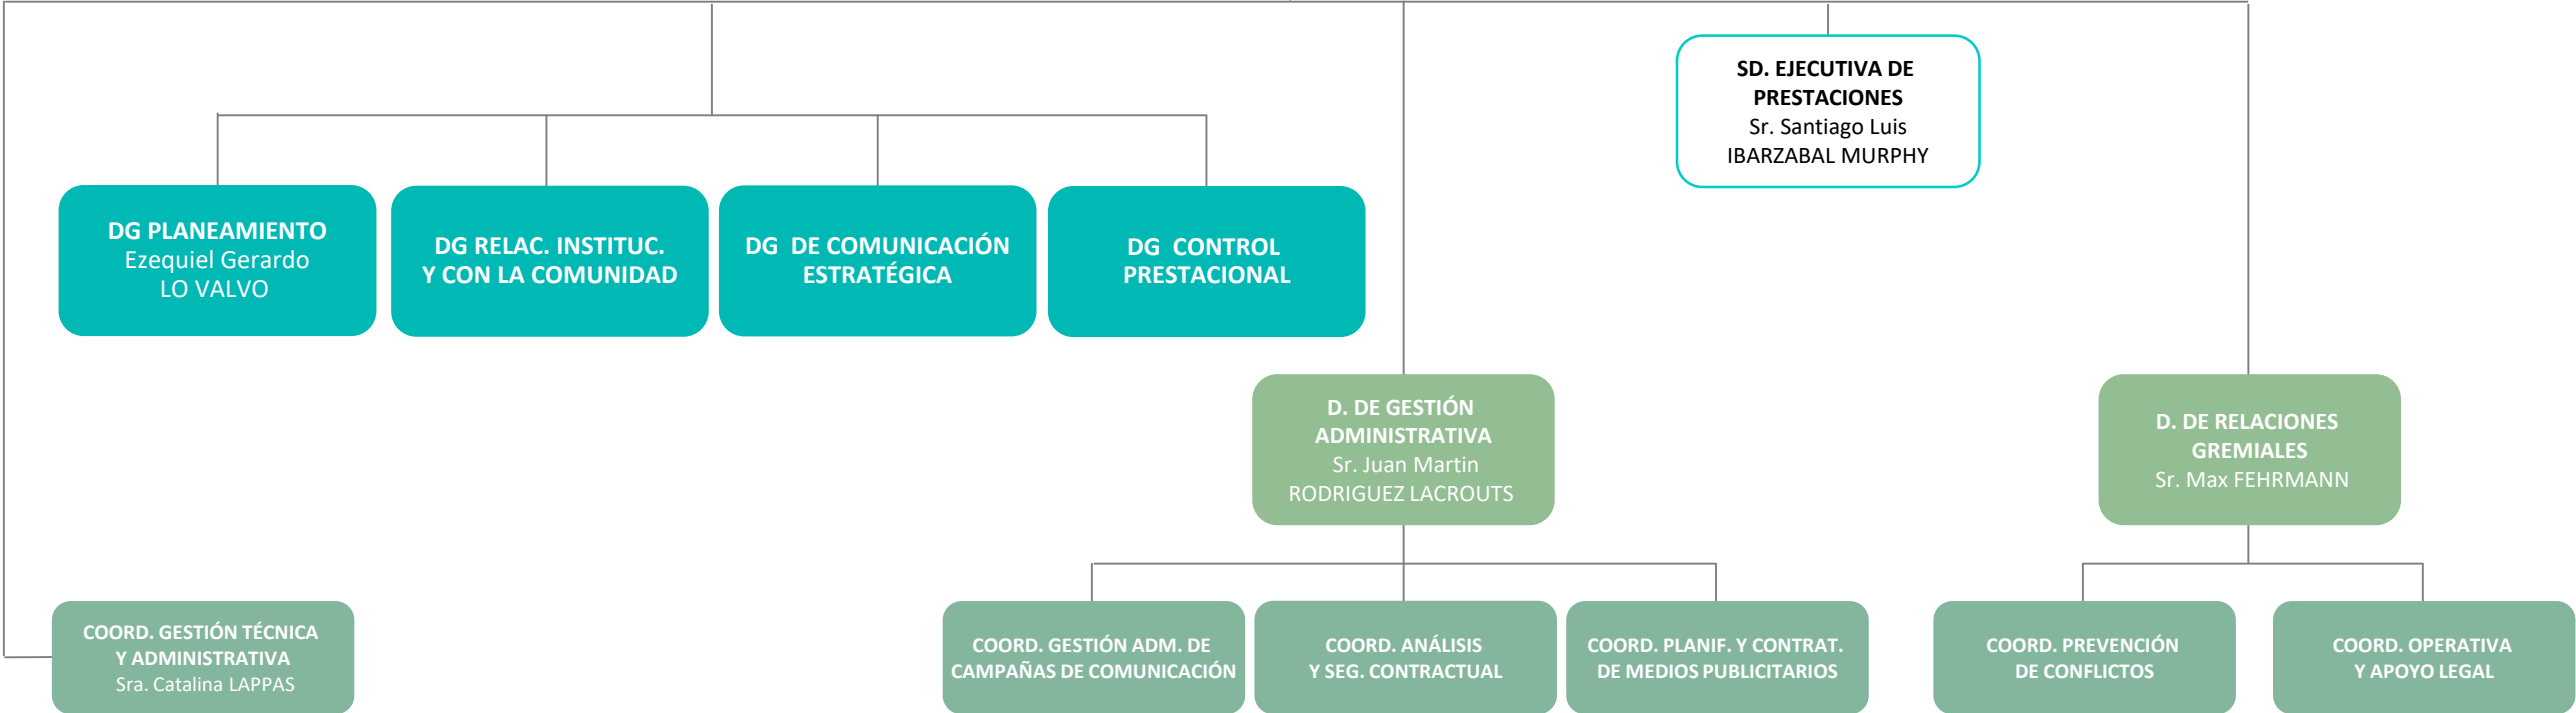 SD. EJECUTIVA DE
PRESTACIONES
Sr. Santiago Luis
IBARZABAL MURPHY
DG PLANEAMIENTO
Ezequiel Gerardo
LO VALVO
DG RELAC. INSTITUC.
Y CON LA COMUNIDAD
DG DE COMUNICACIÓN
ESTRATÉGICA
DG CONTROL
PRESTACIONAL
D. DE GESTIÓN
ADMINISTRATIVA
Sr. Juan Martin
RODRIGUEZ LACROUTS
D. DE RELACIONES
GREMIALES
Sr. Max FEHRMANN
COORD. GESTIÓN TÉCNICA
Y ADMINISTRATIVA
Sra. Catalina LAPPAS
COORD. GESTIÓN ADM. DE
CAMPAÑAS DE COMUNICACIÓN
COORD. ANÁLISIS
Y SEG. CONTRACTUAL
COORD. PLANIF. Y CONTRAT.
DE MEDIOS PUBLICITARIOS
COORD. PREVENCIÓN
DE CONFLICTOS
COORD. OPERATIVA
Y APOYO LEGAL